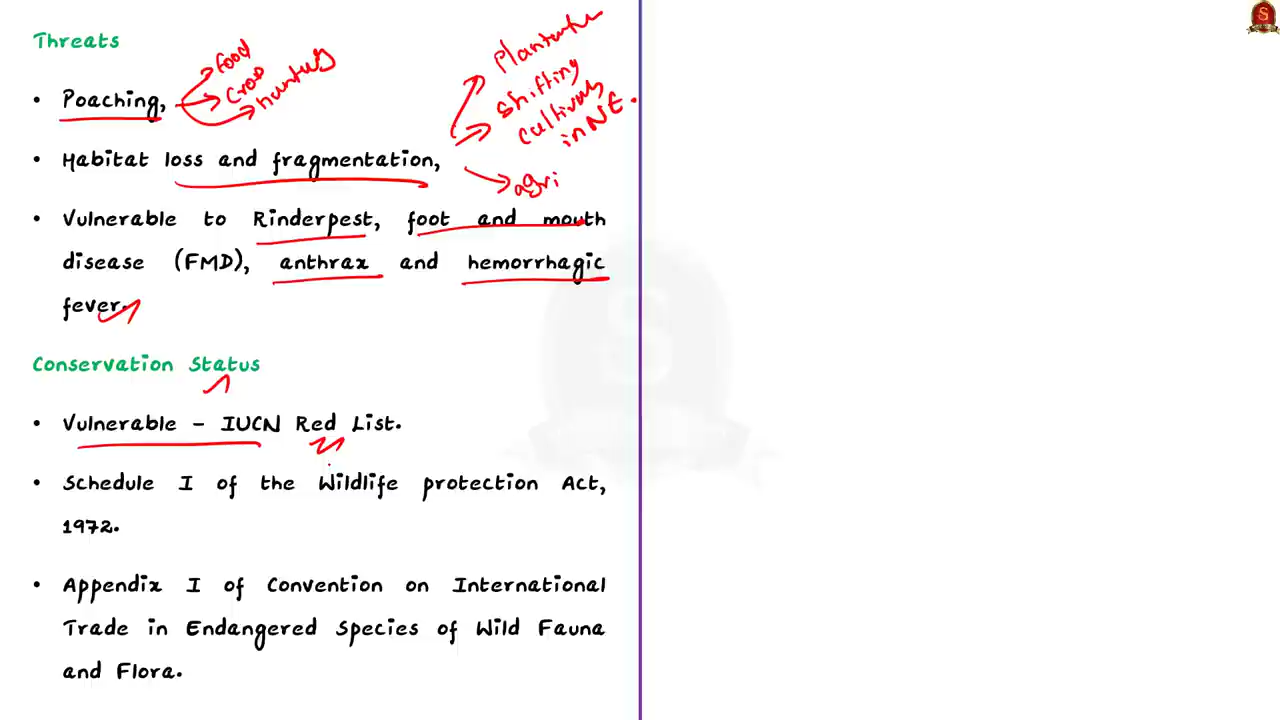 Threats
• Poaching,
food
crop
hunting
• Habitat loss and fragmentation,
Plantation
shifting
cultivation
in NE.
agri
• Vulnerable to Rinderpest, foot and mouth
disease (FMD), anthrax and hemorrhagic
fever.
Conservation Status
• Vulnerable – IUCN Red List.
• Schedule I of the Wildlife protection Act,
1972.
• Appendix I of Convention on International
Trade in Endangered Species of Wild Fauna
and Flora.
S